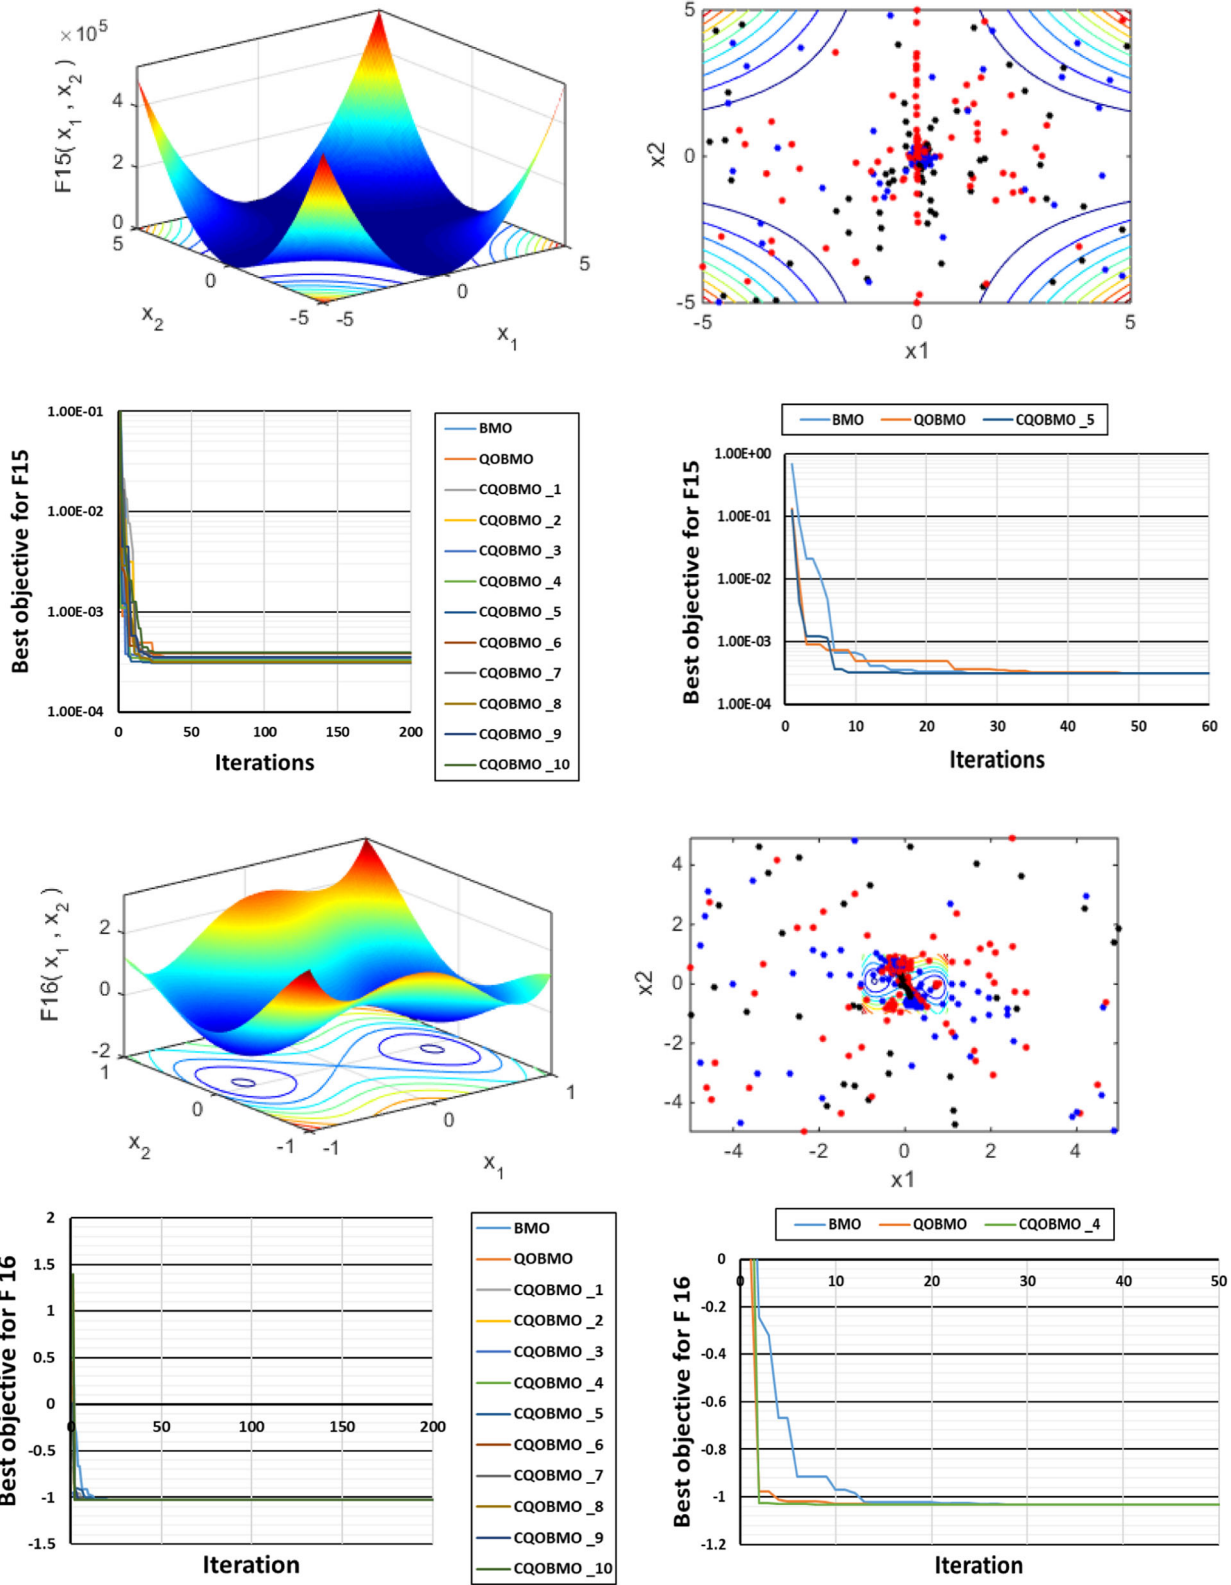 ×10⁵
F15( x₁ , x₂ )
4
2
0
5
0
-5
-5
0
5
x₂
x₁
5
0
-5
x2
-5
0
5
x1
1.00E-01
1.00E-02
1.00E-03
1.00E-04
0
50
100
150
200
Best objective for F15
Iterations
BMO
QOBMO
CQOBMO _1
CQOBMO _2
CQOBMO _3
CQOBMO _4
CQOBMO _5
CQOBMO _6
CQOBMO _7
CQOBMO _8
CQOBMO _9
CQOBMO _10
BMO
QOBMO
CQOBMO _5
1.00E+00
1.00E-01
1.00E-02
1.00E-03
1.00E-04
0
10
20
30
40
50
60
Best objective for F15
Iterations
F16( x₁ , x₂ )
2
0
-2
1
0
-1
-1
0
1
x₂
x₁
4
2
0
-2
-4
x2
-4
-2
0
2
4
x1
2
1.5
1
0.5
0
-0.5
-1
-1.5
0
50
100
150
200
Best objective for F 16
Iteration
BMO
QOBMO
CQOBMO _1
CQOBMO _2
CQOBMO _3
CQOBMO _4
CQOBMO _5
CQOBMO _6
CQOBMO _7
CQOBMO _8
CQOBMO _9
CQOBMO _10
BMO
QOBMO
CQOBMO _4
0
-0.2
-0.4
-0.6
-0.8
-1
-1.2
0
10
20
30
40
50
Best objective for F 16
Iteration